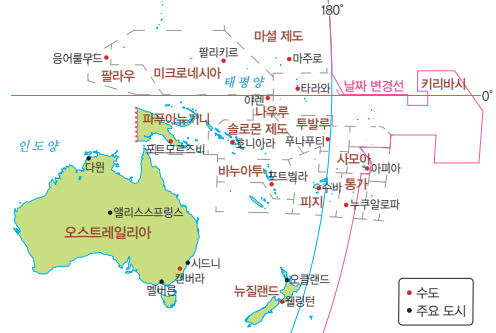 180°
마셜 제도
응어룰무드
팔리키르
마주로
팔라우
미크로네시아
태평양
날짜 변경선
키리바시
타라와
0°
야렌
나우루
파푸아뉴기니
솔로몬 제도
투발루
인도양
포트모르즈비
호니아라
푸나푸티
사모아
다윈
바누아투
포트빌라
아피아
통가
수바
앨리스스프링스
피지
누쿠알로파
오스트레일리아
시드니
캔버라
오클랜드
멜버른
뉴질랜드
웰링턴
수도
주요 도시